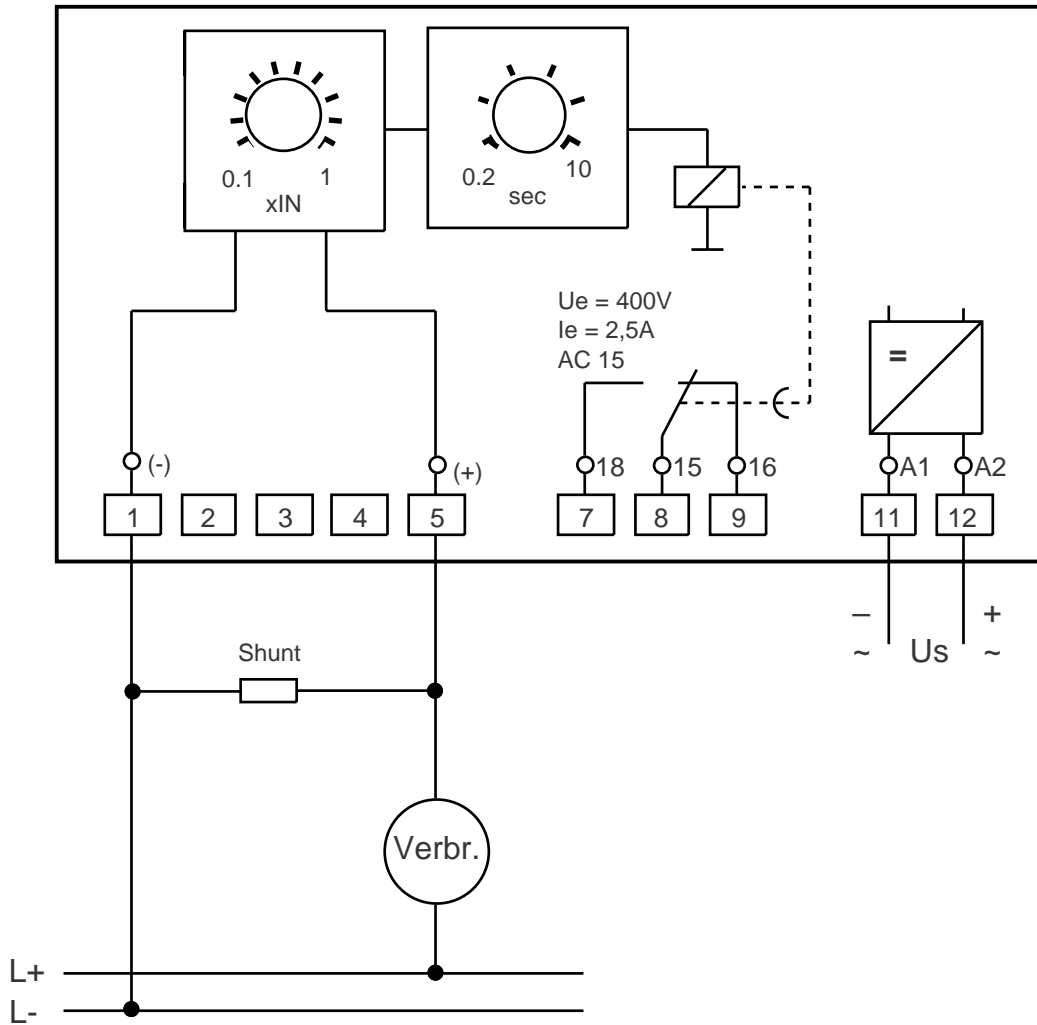 0.1
1
xIN
0.2
10
sec
Ue = 400V
Ie = 2,5A
AC 15
=
(-)
(+)
18
15
16
A1
A2
1
2
3
4
5
7
8
9
11
12
– +
~ Us ~
Shunt
Verbr.
L+
L-